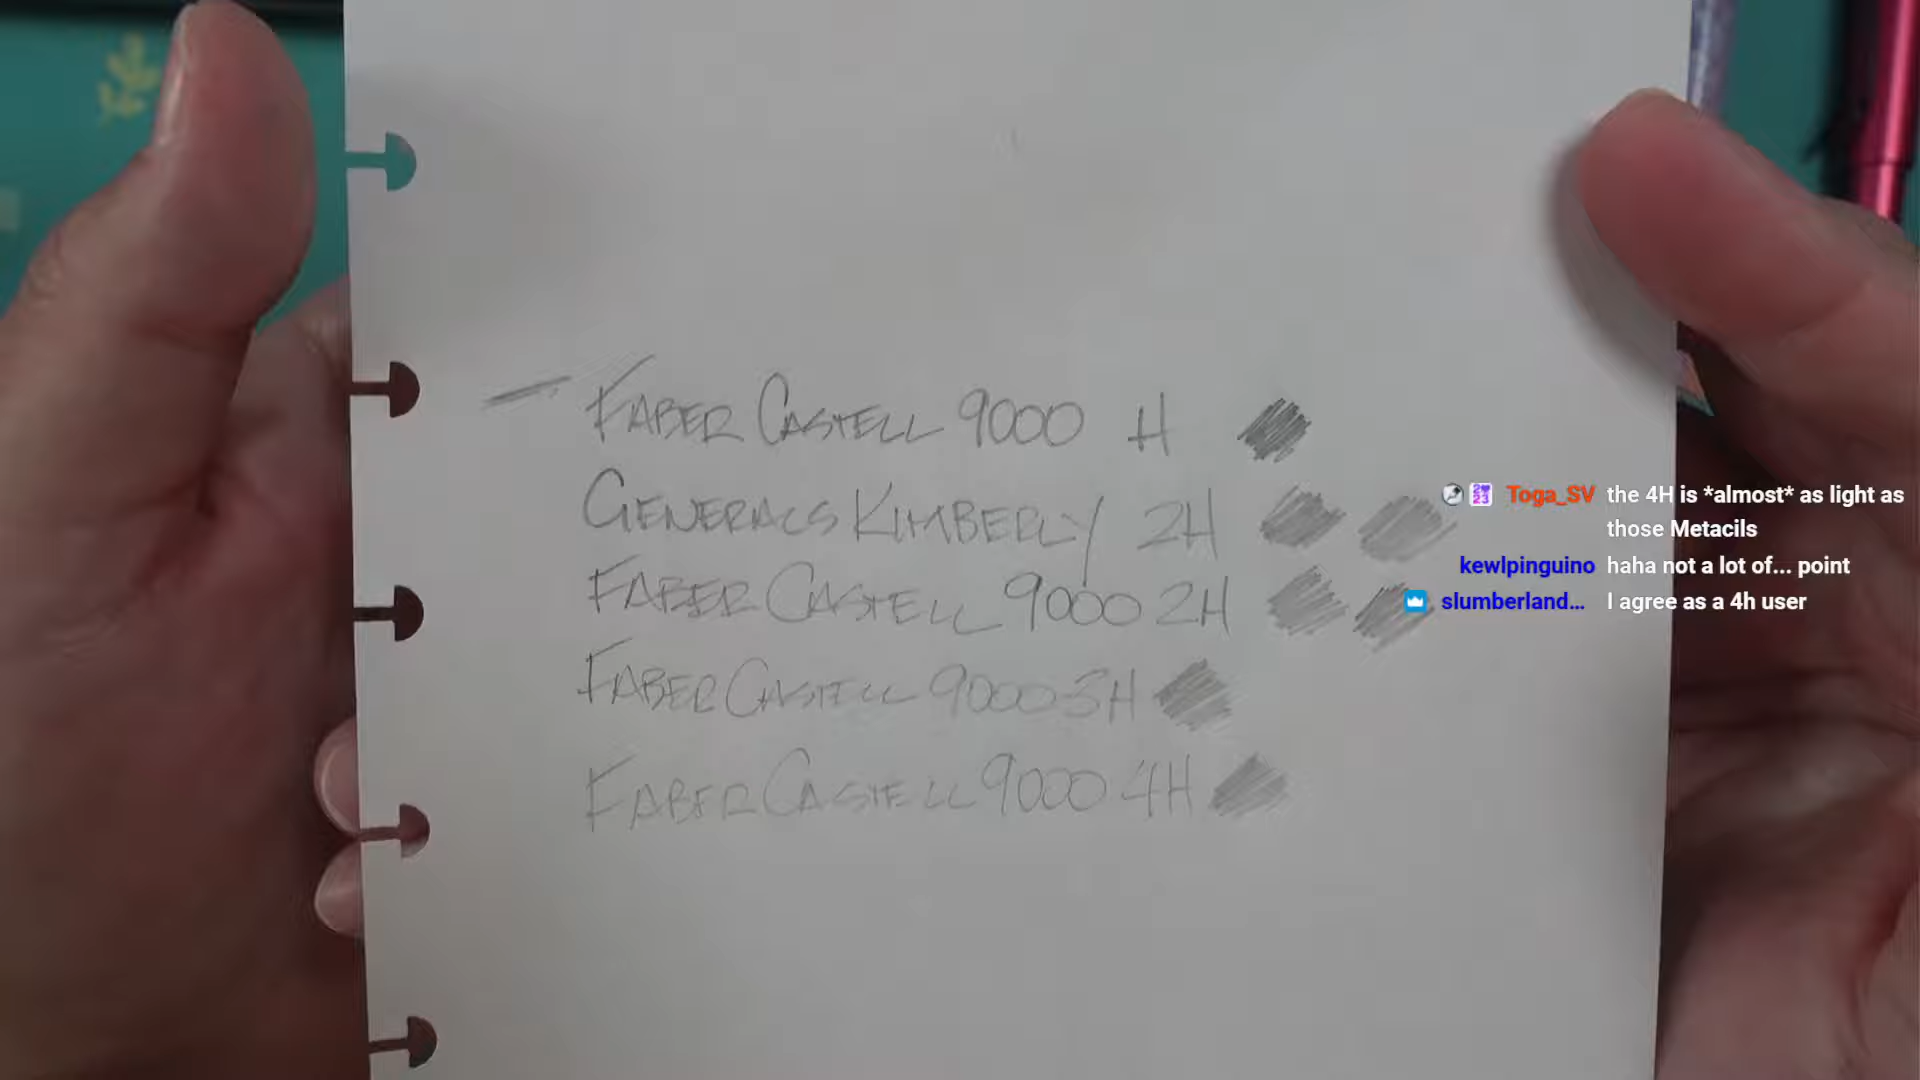 FABER CASTELL 9000 H
GENERALS KIMBERLY 2H
FABER CASTELL 9000 2H
FABER CASTELL 9000 3H
FABER CASTELL 9000 4H
Toga_SV the 4H is *almost* as light as
those Metacils
kewlpinguino haha not a lot of... point
slumberland... I agree as a 4h user